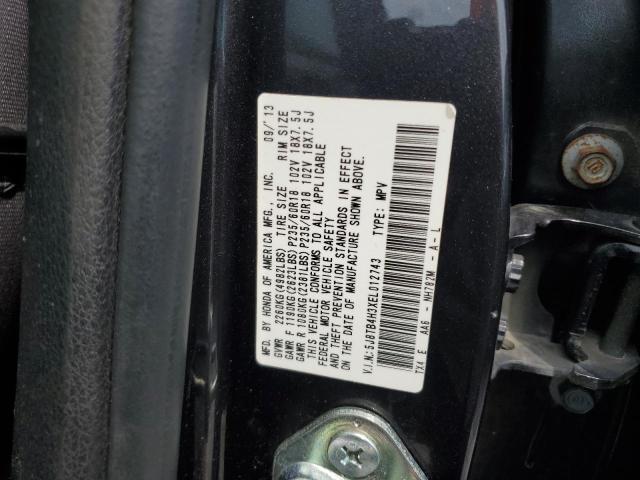 MFD. BY HONDA OF AMERICA MFG., INC. 09/'13
GVWR 2260KG(4982LBS) TIRE SIZE RIM SIZE
GAWR F 1190KG(2623LBS) P235/60R18 102V 18X7.5J
GAWR R 1080KG(2381LBS) P235/60R18 102V 18X7.5J
THIS VEHICLE CONFORMS TO ALL APPLICABLE
FEDERAL MOTOR VEHICLE SAFETY
AND THEFT PREVENTION STANDARDS IN EFFECT
ON THE DATE OF MANUFACTURE SHOWN ABOVE.
V.I.N.:5J8TB4H3XEL012743 TYPE: MPV
TX4 E AA6 - NH782M - A - L